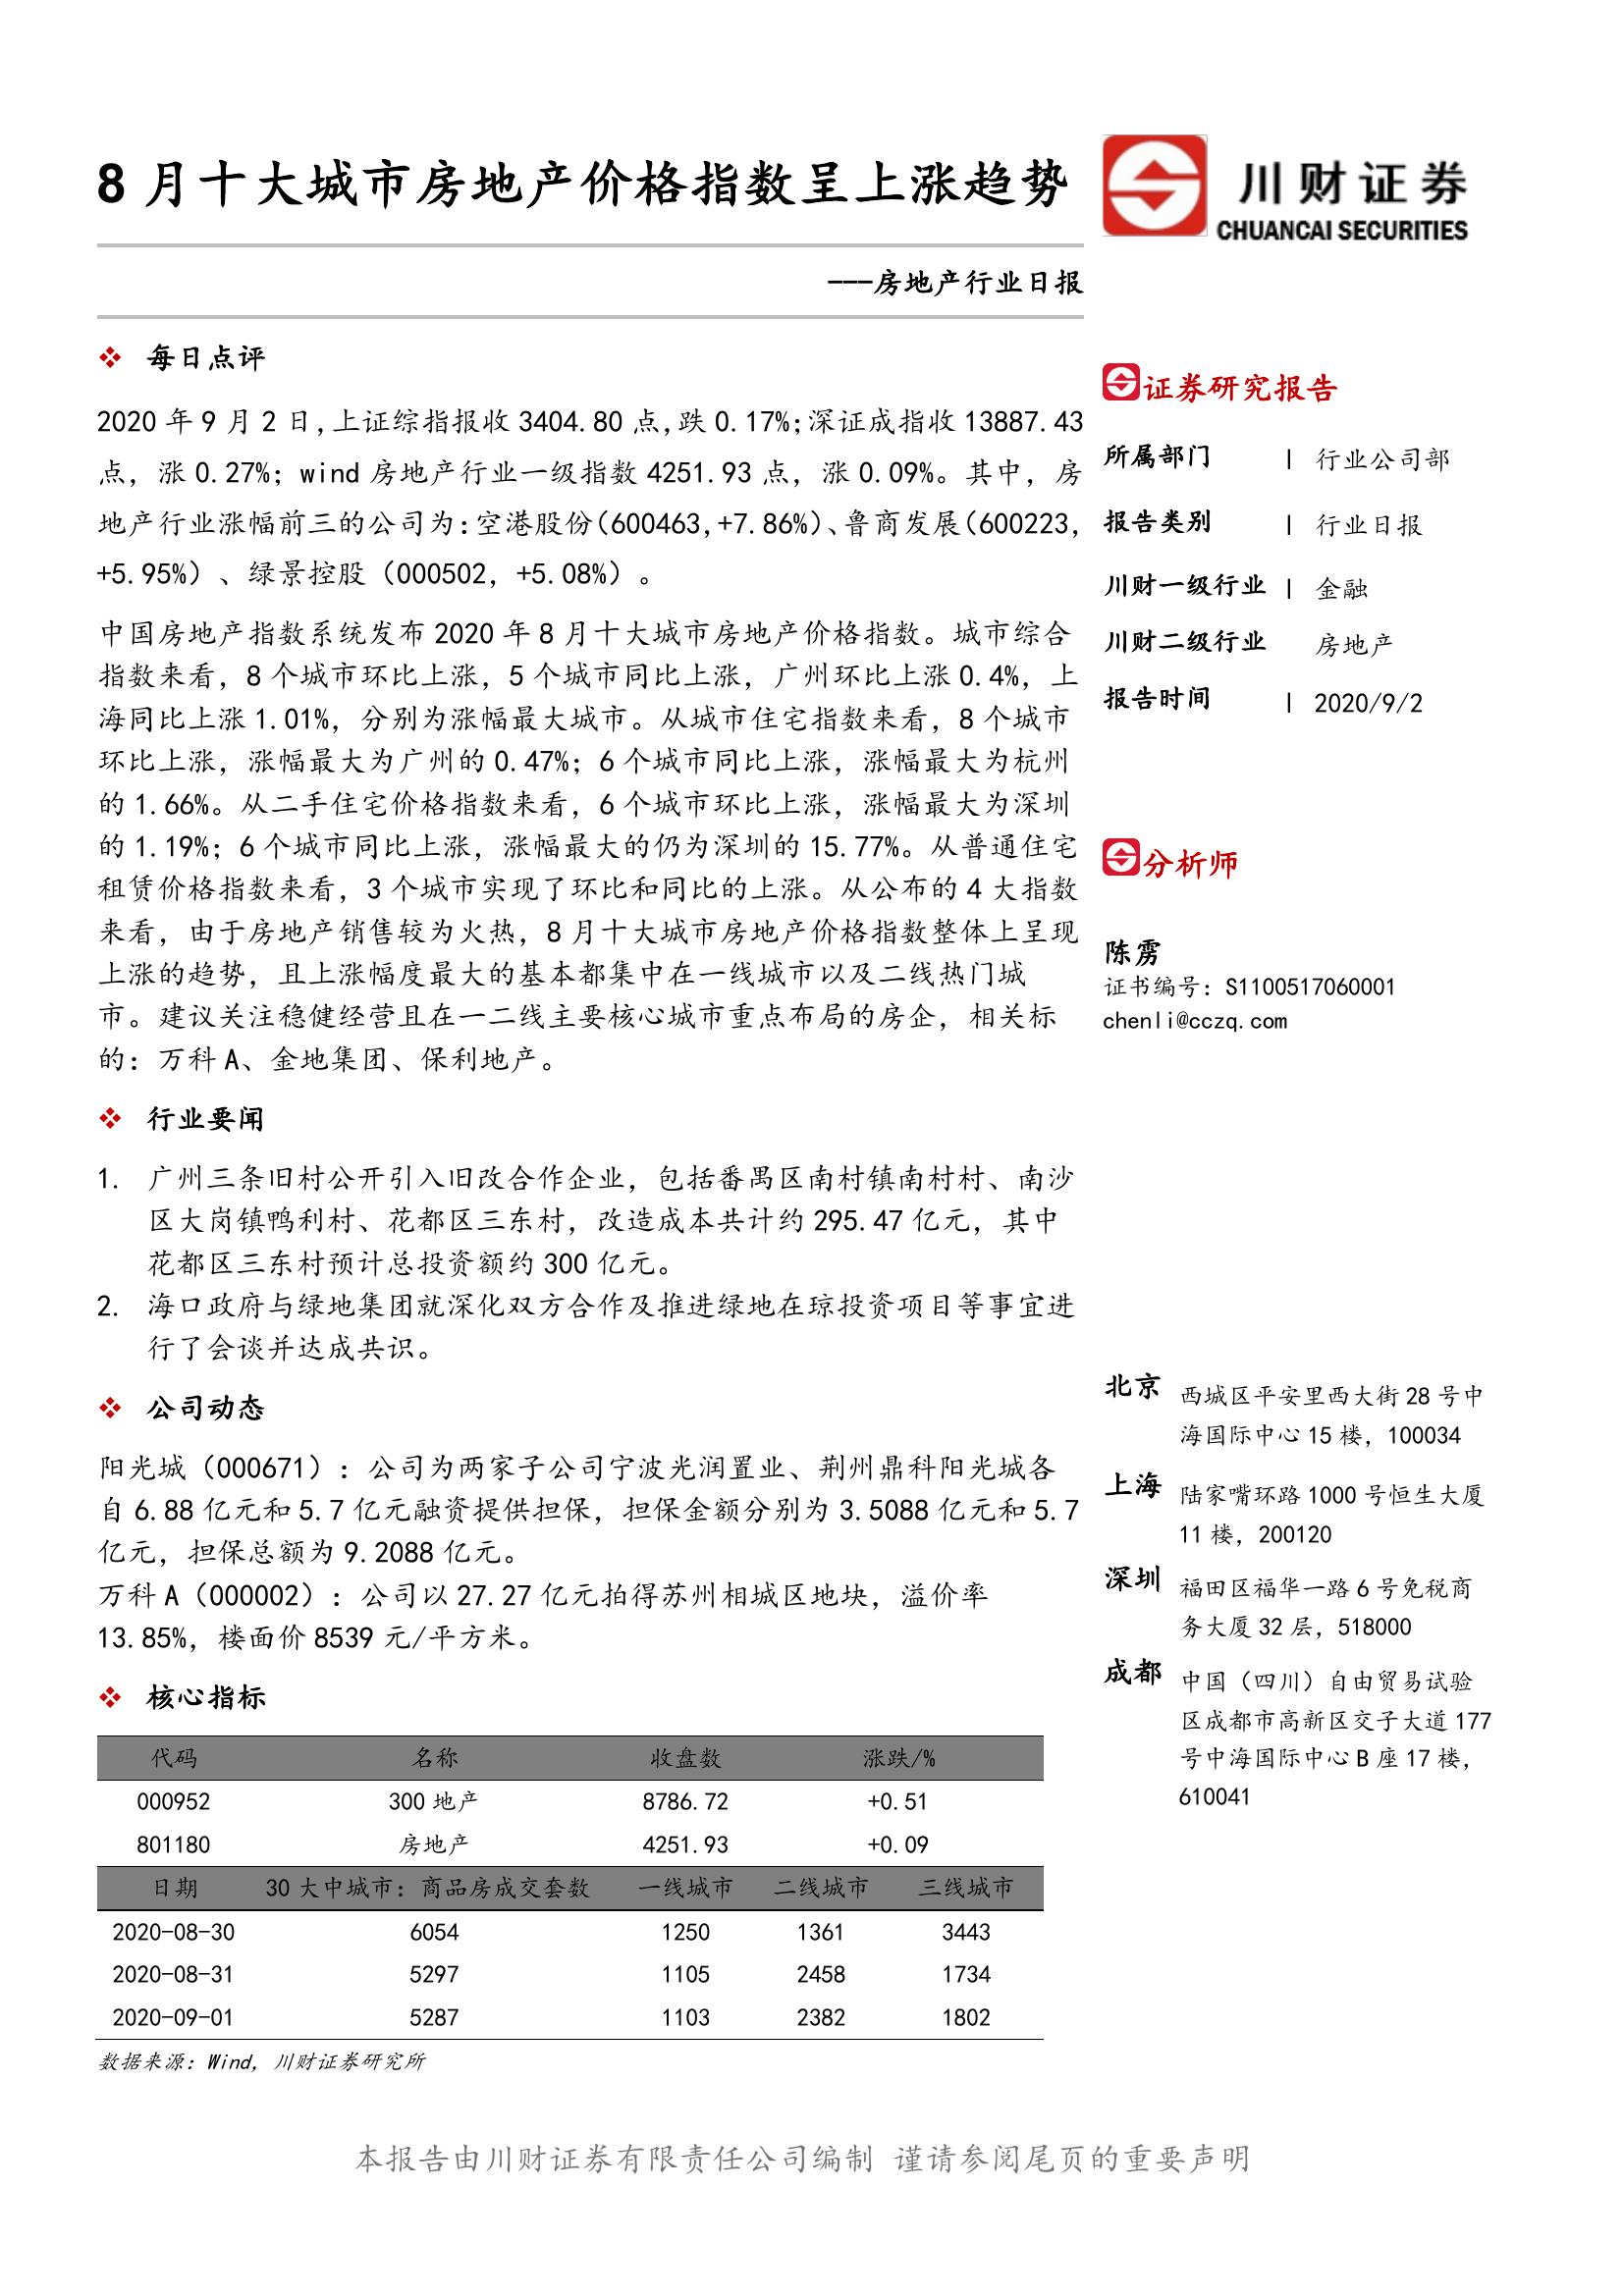 8 月十大城市房地产价格指数呈上涨趋势
川财证券
CHUANCAI SECURITIES
---房地产行业日报
❖ 每日点评
2020 年 9 月 2 日，上证综指报收 3404.80 点，跌 0.17%；深证成指收 13887.43
点，涨 0.27%；wind 房地产行业一级指数 4251.93 点，涨 0.09%。其中，房
地产行业涨幅前三的公司为：空港股份（600463,+7.86%）、鲁商发展（600223,
+5.95%）、绿景控股（000502, +5.08%）。
中国房地产指数系统发布 2020 年 8 月十大城市房地产价格指数。城市综合
指数来看，8 个城市环比上涨，5 个城市同比上涨，广州环比上涨 0.4%，上
海同比上涨 1.01%，分别为涨幅最大城市。从城市住宅指数来看，8 个城市
环比上涨，涨幅最大为广州的 0.47%；6 个城市同比上涨，涨幅最大为杭州
的 1.66%。从二手住宅价格指数来看，6 个城市环比上涨，涨幅最大为深圳
的 1.19%；6 个城市同比上涨，涨幅最大的仍为深圳的 15.77%。从普通住宅
租赁价格指数来看，3 个城市实现了环比和同比的上涨。从公布的 4 大指数
来看，由于房地产销售较为火热，8 月十大城市房地产价格指数整体上呈现
上涨的趋势，且上涨幅度最大的基本都集中在一线城市以及二线热门城
市。建议关注稳健经营且在一二线主要核心城市重点布局的房企，相关标
的：万科 A、金地集团、保利地产。
❖ 行业要闻
1. 广州三条旧村公开引入旧改合作企业，包括番禺区南村镇南村村、南沙
区大岗镇鸭利村、花都区三东村，改造成本共计约 295.47 亿元，其中
花都区三东村预计总投资额约 300 亿元。
2. 海口政府与绿地集团就深化双方合作及推进绿地在琼投资项目等事宜进
行了会谈并达成共识。
❖ 公司动态
阳光城（000671）：公司为两家子公司宁波光润置业、荆州鼎科阳光城各
自 6.88 亿元和 5.7 亿元融资提供担保，担保金额分别为 3.5088 亿元和 5.7
亿元，担保总额为 9.2088 亿元。
万科 A（000002）：公司以 27.27 亿元拍得苏州相城区地块，溢价率
13.85%，楼面价 8539 元/平方米。
❖ 核心指标
代码 名称 收盘数 涨跌/%
000952 300 地产 8786.72 +0.51
801180 房地产 4251.93 +0.09
日期 30 大中城市：商品房成交套数 一线城市 二线城市 三线城市
2020-08-30 6054 1250 1361 3443
2020-08-31 5297 1105 2458 1734
2020-09-01 5287 1103 2382 1802
数据来源：Wind, 川财证券研究所
证券研究报告
所属部门 | 行业公司部
报告类别 | 行业日报
川财一级行业 | 金融
川财二级行业 房地产
报告时间 | 2020/9/2
分析师
陈雳
证书编号：S1100517060001
chenli@cczq.com
北京 西城区平安里西大街 28 号中
海国际中心 15 楼，100034
上海 陆家嘴环路 1000 号恒生大厦
11 楼，200120
深圳 福田区福华一路 6 号免税商
务大厦 32 层，518000
成都 中国（四川）自由贸易试验
区成都市高新区交子大道 177
号中海国际中心 B 座 17 楼，
610041
本报告由川财证券有限责任公司编制 谨请参阅尾页的重要声明